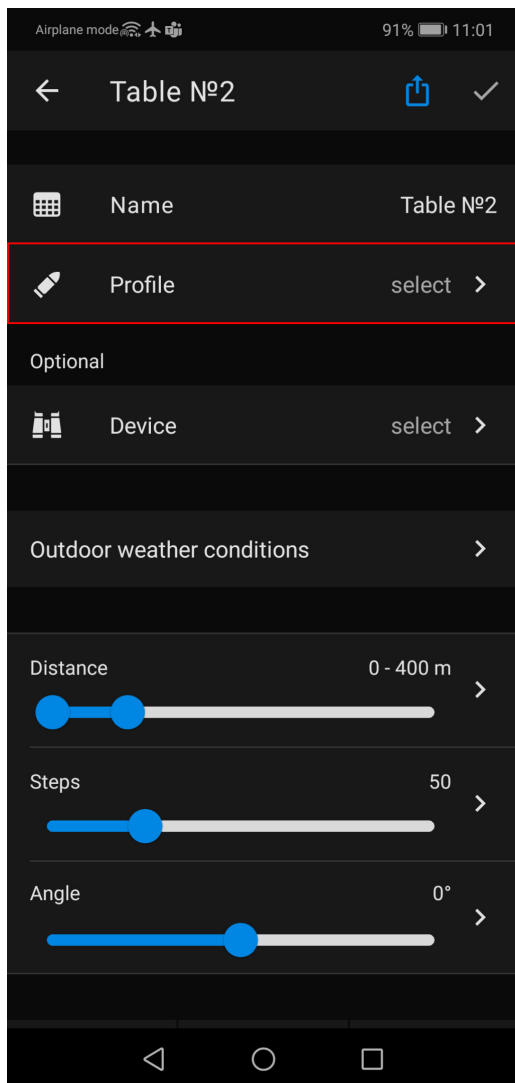 Airplane mode 91% 11:01
Table №2
Name Table №2
Profile select
Optional
Device select
Outdoor weather conditions
Distance 0 - 400 m
Steps 50
Angle 0°